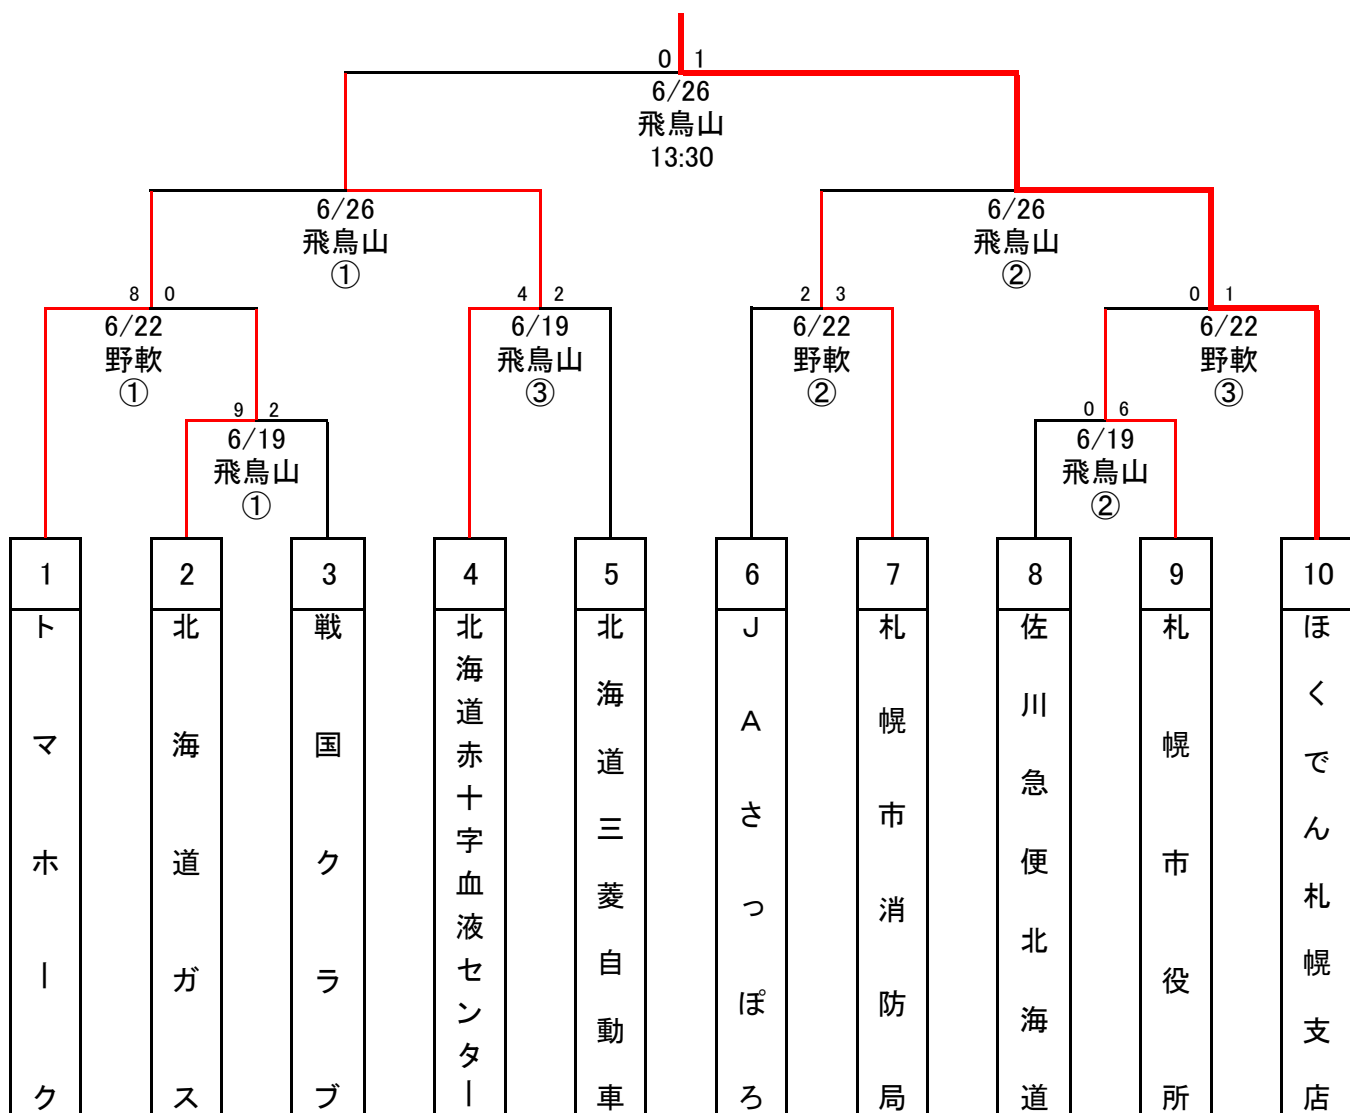 0 1
6/26
飛鳥山
13:30
6/26
飛鳥山
①
6/26
飛鳥山
②
8 0
6/22
野軟
①
4 2
6/19
飛鳥山
③
2 3
6/22
野軟
②
0 1
6/22
野軟
③
9 2
6/19
飛鳥山
①
0 6
6/19
飛鳥山
②
1
トマホーク
2
北海道ガス
3
戦国クラブ
4
北海道赤十字血液センター
5
北海道三菱自動車
6
JAさっぽろ
7
札幌市消防局
8
佐川急便北海道
9
札幌市役所
10
ほくでん札幌支店